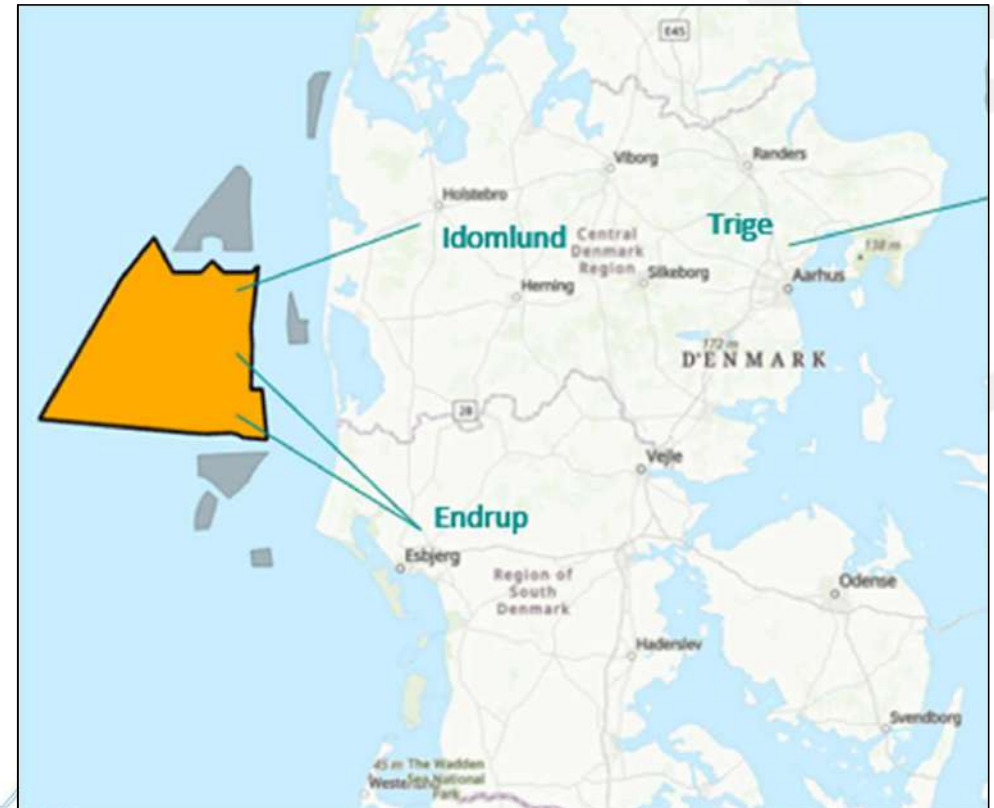 E45
Viborg
Randers
Holstebro
Idomlund
Central
Denmark
Region
Trige
138 m
Silkeborg
Aarhus
Herning
172 m
D'ENMARK
28
Vejle
Endrup
Esbjerg
Region of
South
Denmark
Odense
Haderslev
Svendborg
45 m The Wadden
Sea National
Park